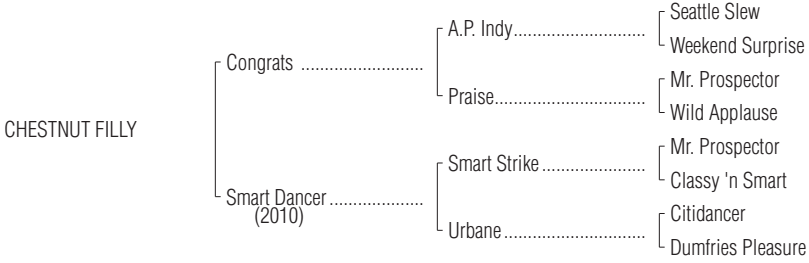 Seattle Slew
A.P. Indy..............................
Weekend Surprise
Congrats ...........................
Mr. Prospector
Praise..................................
Wild Applause
CHESTNUT FILLY
Mr. Prospector
Smart Strike.......................
Classy 'n Smart
Smart Dancer.....................
(2010)
Citidancer
Urbane................................
Dumfries Pleasure